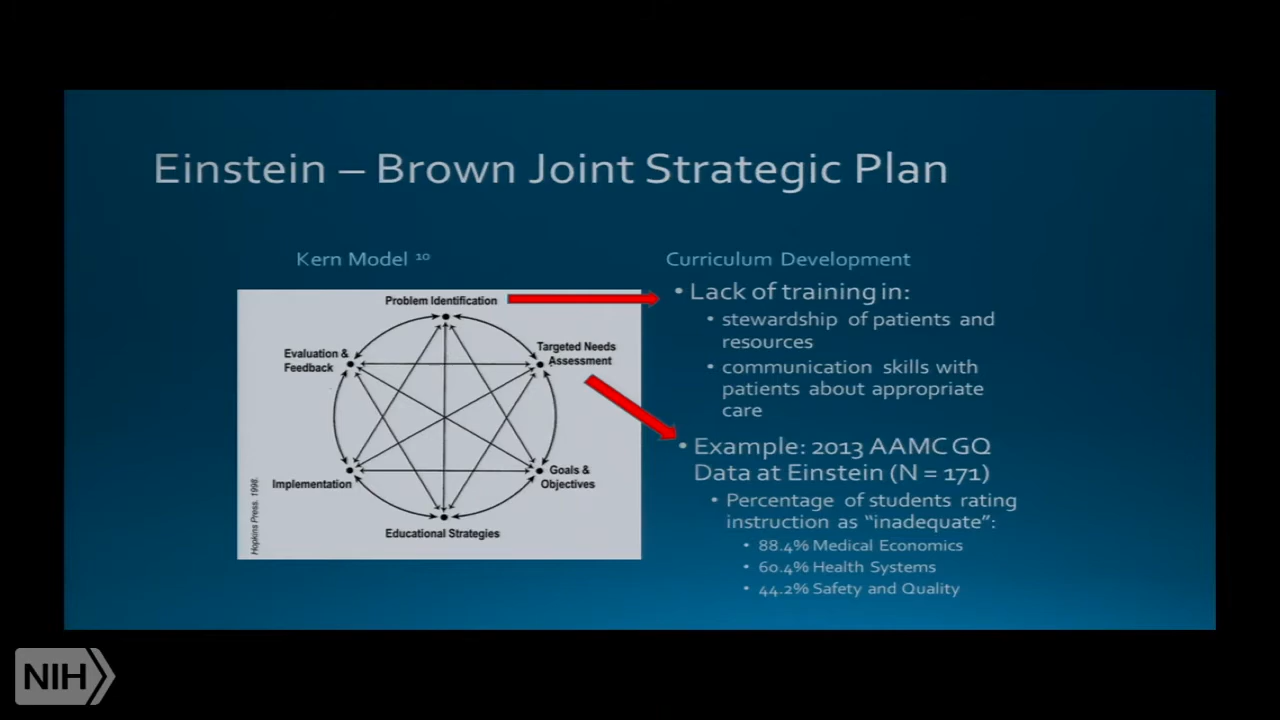 Einstein – Brown Joint Strategic Plan
Kern Model ¹⁰
Problem Identification
Targeted Needs
Assessment
Evaluation &
Feedback
Goals &
Objectives
Implementation
Educational Strategies
Hopkins Press. 1998.
Curriculum Development
• Lack of training in:
• stewardship of patients and
resources
• communication skills with
patients about appropriate
care
• Example: 2013 AAMC GQ
Data at Einstein (N = 171)
• Percentage of students rating
instruction as “inadequate”:
• 88.4% Medical Economics
• 60.4% Health Systems
• 44.2% Safety and Quality
NIH